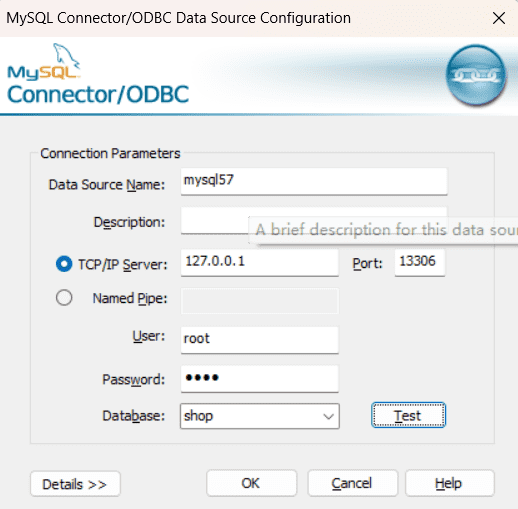 MySQL Connector/ODBC Data Source Configuration
MySQL
Connector/ODBC
Connection Parameters
Data Source Name: mysql57
Description:
A brief description for this data sou
TCP/IP Server: 127.0.0.1 Port: 13306
Named Pipe:
User: root
Password: ●●●●
Database: shop Test
Details >> OK Cancel Help